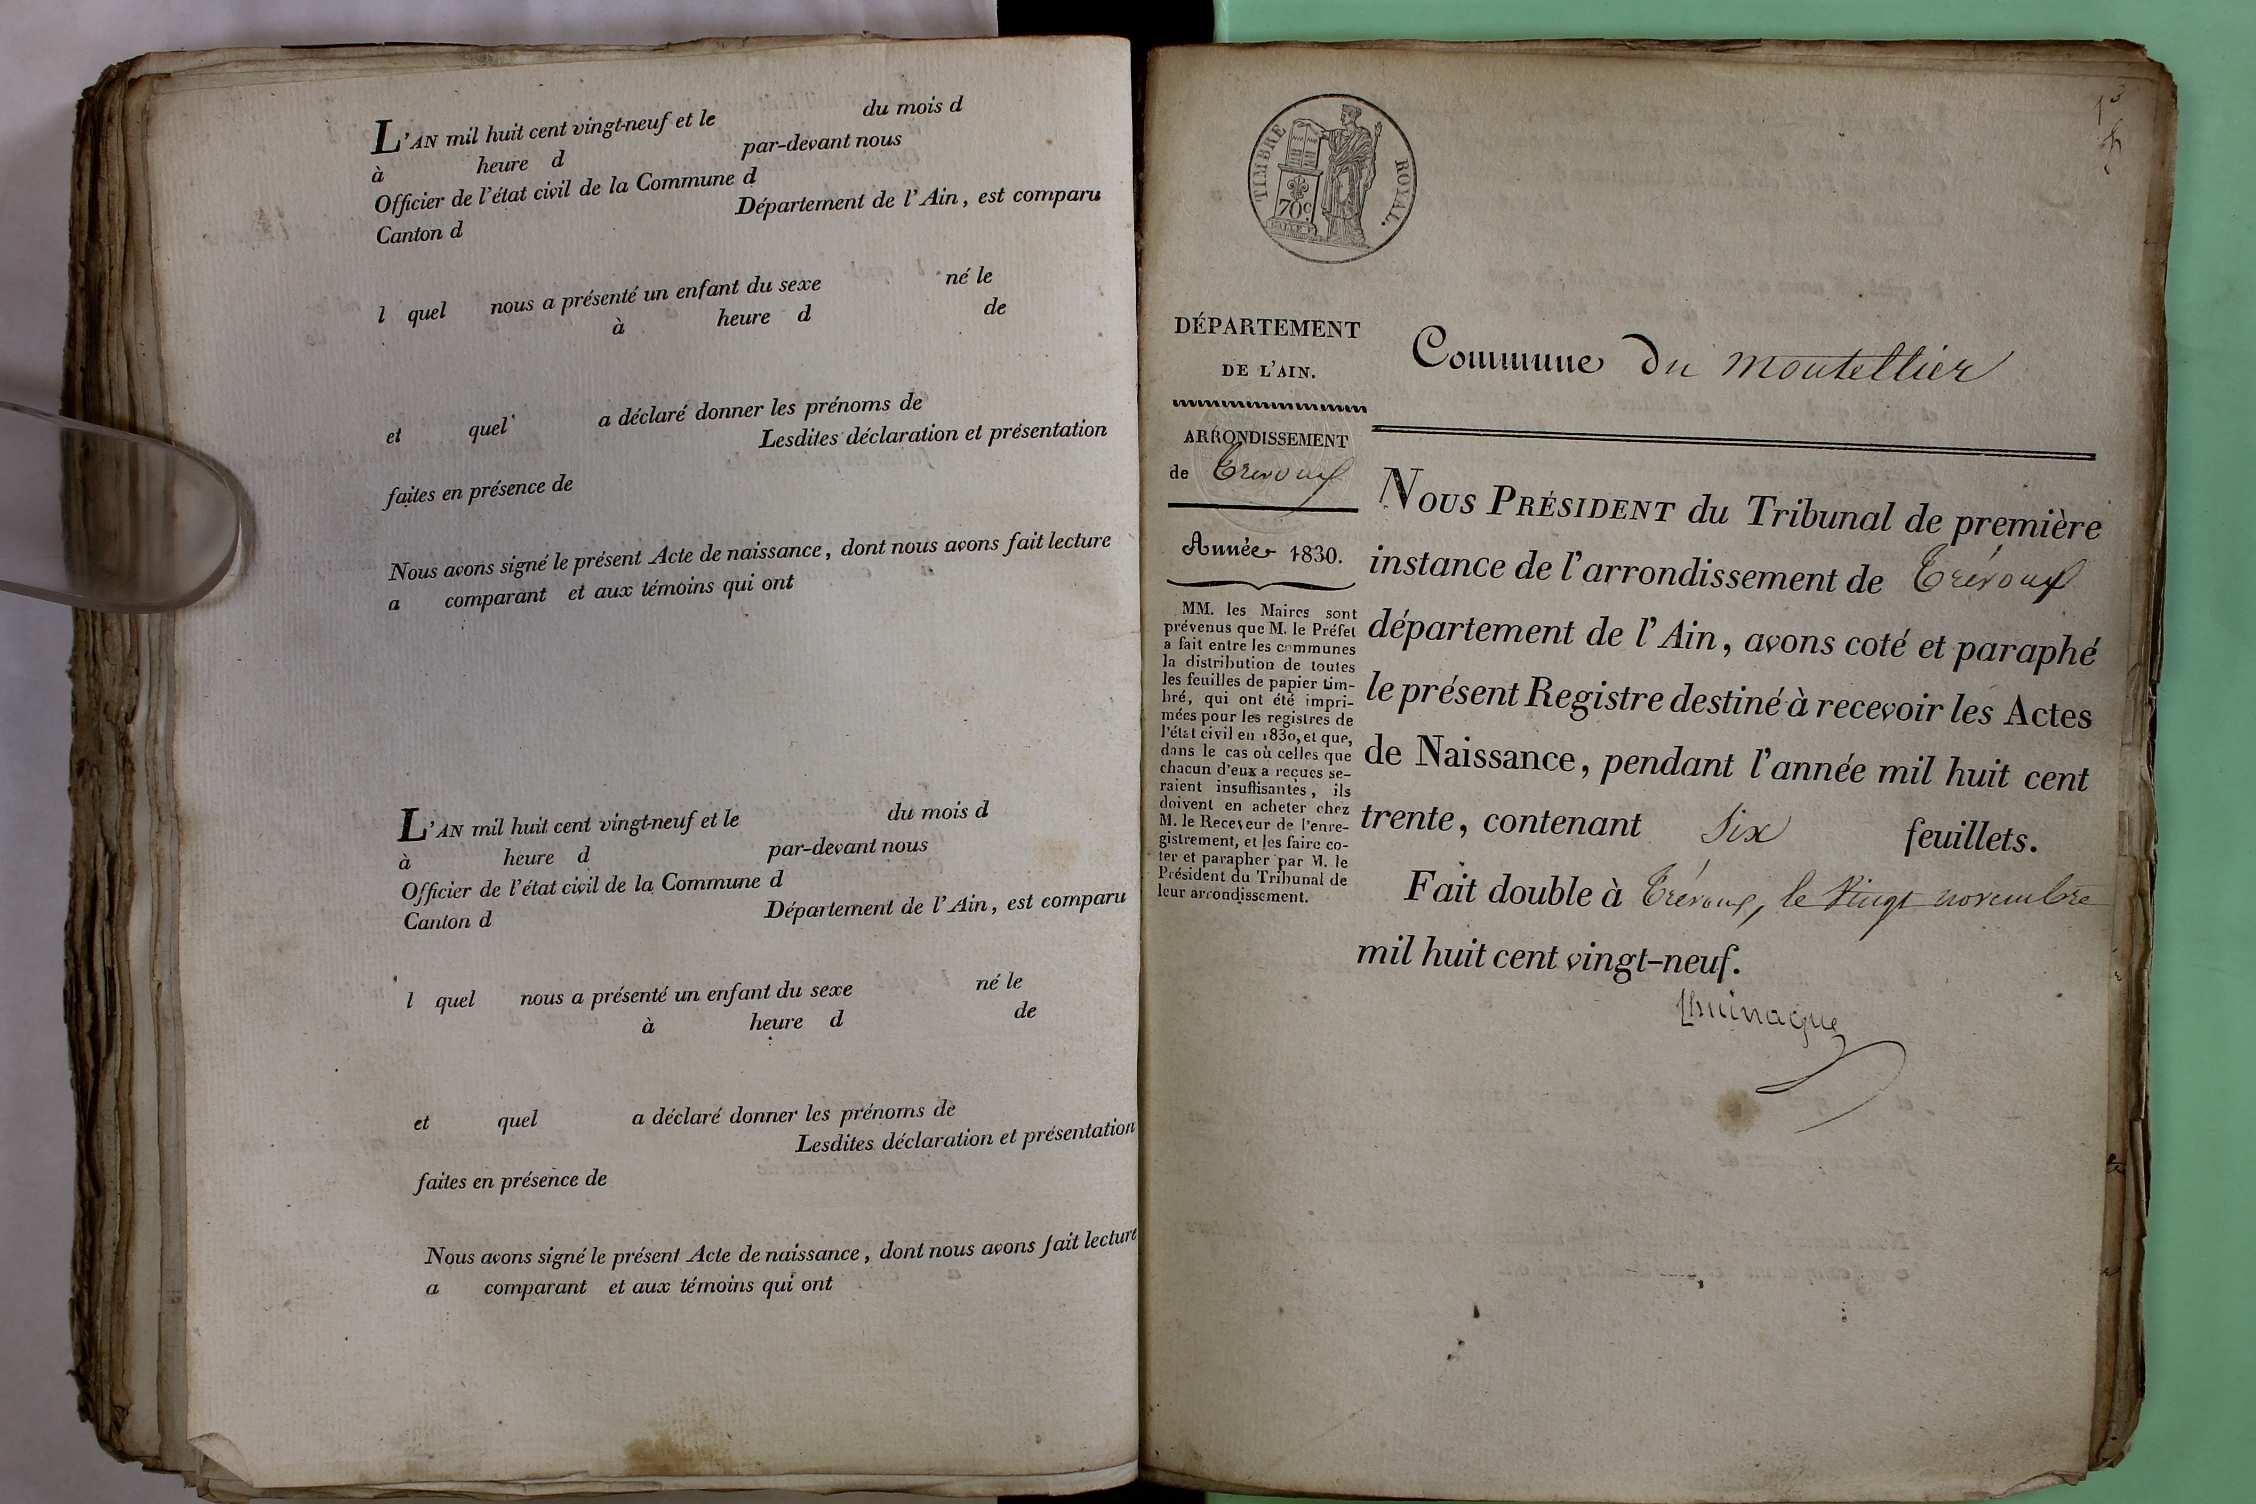 L'AN mil huit cent vingt-neuf et le du mois d
à heure d par-devant nous
Officier de l'état civil de la Commune d
Canton d Département de l'Ain, est comparu
l quel nous a présenté un enfant du sexe né le
à heure d de
et quel a déclaré donner les prénoms de
Lesdites déclaration et présentation
faites en présence de
Nous avons signé le présent Acte de naissance, dont nous avons fait lecture
a comparant et aux témoins qui ont
L'AN mil huit cent vingt-neuf et le du mois d
à heure d par-devant nous
Officier de l'état civil de la Commune d
Canton d Département de l'Ain, est comparu
l quel nous a présenté un enfant du sexe né le
à heure d de
et quel a déclaré donner les prénoms de
Lesdites déclaration et présentation
faites en présence de
Nous avons signé le présent Acte de naissance, dont nous avons fait lecture
a comparant et aux témoins qui ont
TIMBRE ROYAL.
70c
DÉPARTEMENT
DE L'AIN.
ARRONDISSEMENT
de Trévoux
Année 1830.
MM. les Maires sont
prévenus que M. le Préfet
a fait entre les communes
la distribution de toutes
les feuilles de papier tim-
bré, qui ont été impri-
mées pour les registres de
l'état civil en 1830, et que,
dans le cas où celles que
chacun d'eux a reçues se-
raient insuffisantes, ils
doivent en acheter chez
M. le Receveur de l'enre-
gistrement, et les faire co-
ter et parapher par M. le
Président du Tribunal de
leur arrondissement.
Commune du montellier
NOUS PRÉSIDENT du Tribunal de première
instance de l'arrondissement de Trévoux
département de l'Ain, avons coté et paraphé
le présent Registre destiné à recevoir les Actes
de Naissance, pendant l'année mil huit cent
trente, contenant Six feuillets.
Fait double à Trévoux, le Vingt novembre
mil huit cent vingt-neuf.